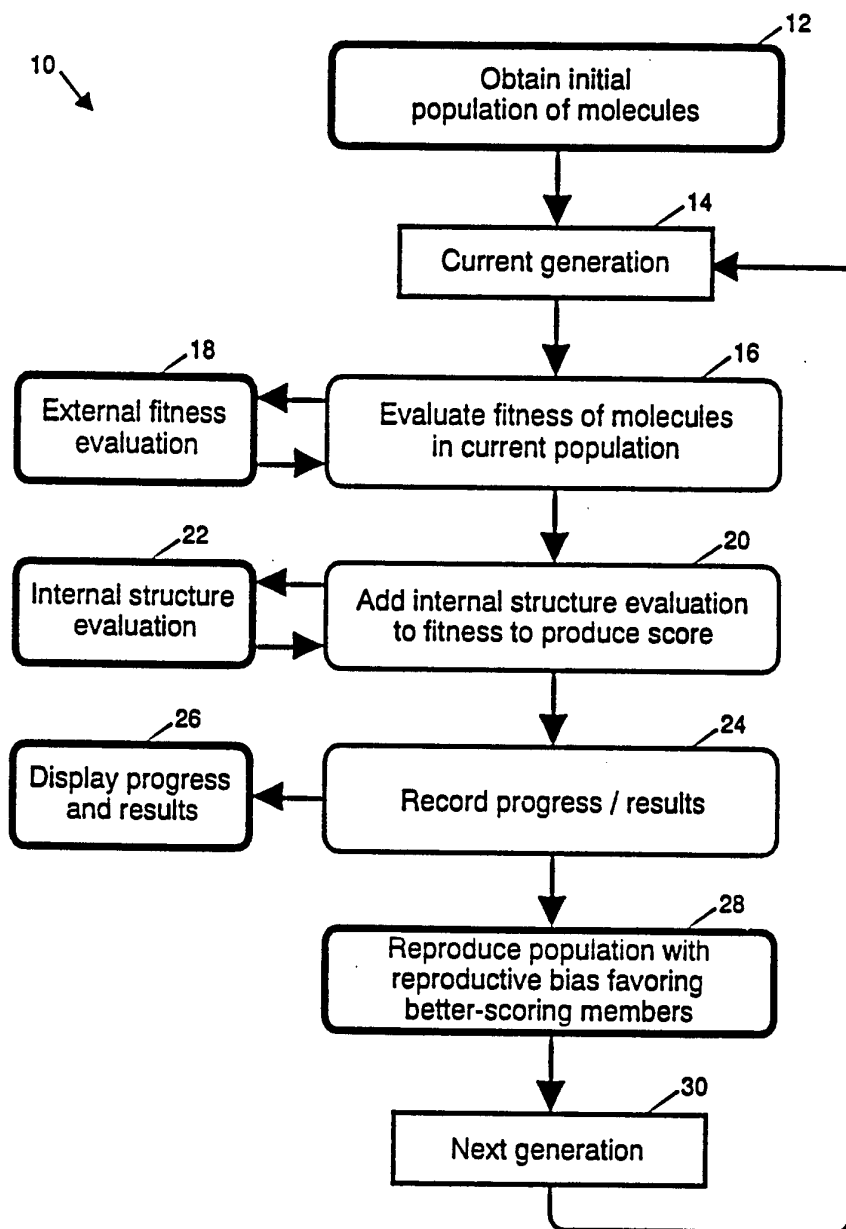 12
10
Obtain initial
population of molecules
14
Current generation
18
16
External fitness
evaluation
Evaluate fitness of molecules
in current population
22
20
Internal structure
evaluation
Add internal structure evaluation
to fitness to produce score
26
24
Display progress
and results
Record progress / results
28
Reproduce population with
reproductive bias favoring
better-scoring members
30
Next generation